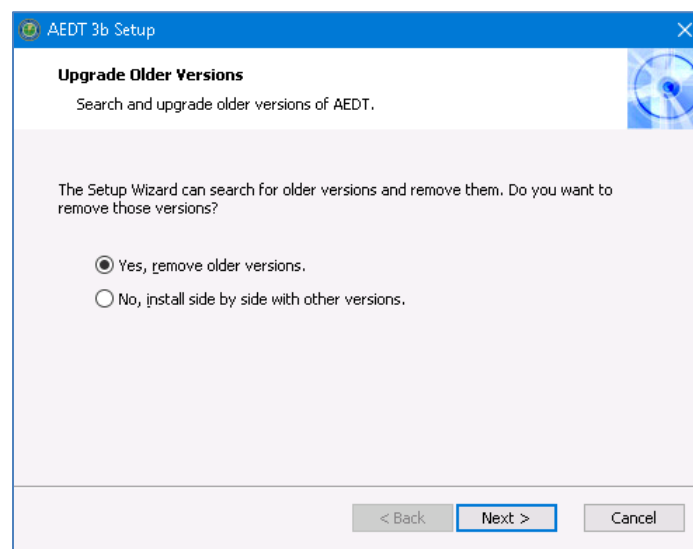 AEDT 3b Setup
Upgrade Older Versions
Search and upgrade older versions of AEDT.
The Setup Wizard can search for older versions and remove them. Do you want to
remove those versions?
Yes, remove older versions.
No, install side by side with other versions.
< Back
Next >
Cancel